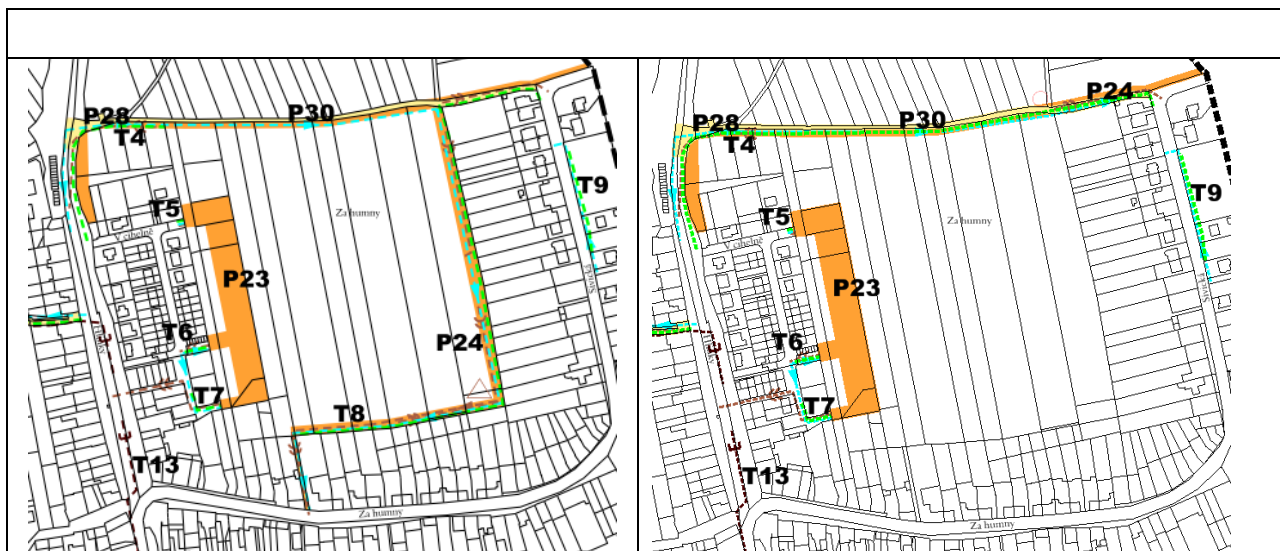 P28
T4
P30
T5
V cihelně
Za humny
T9
P23
T6
P24
T7
T8
T13
Za humny
P28
T4
P30
P24
T5
V cihelně
Za humny
T9
P23
T6
T7
T13
Za humny